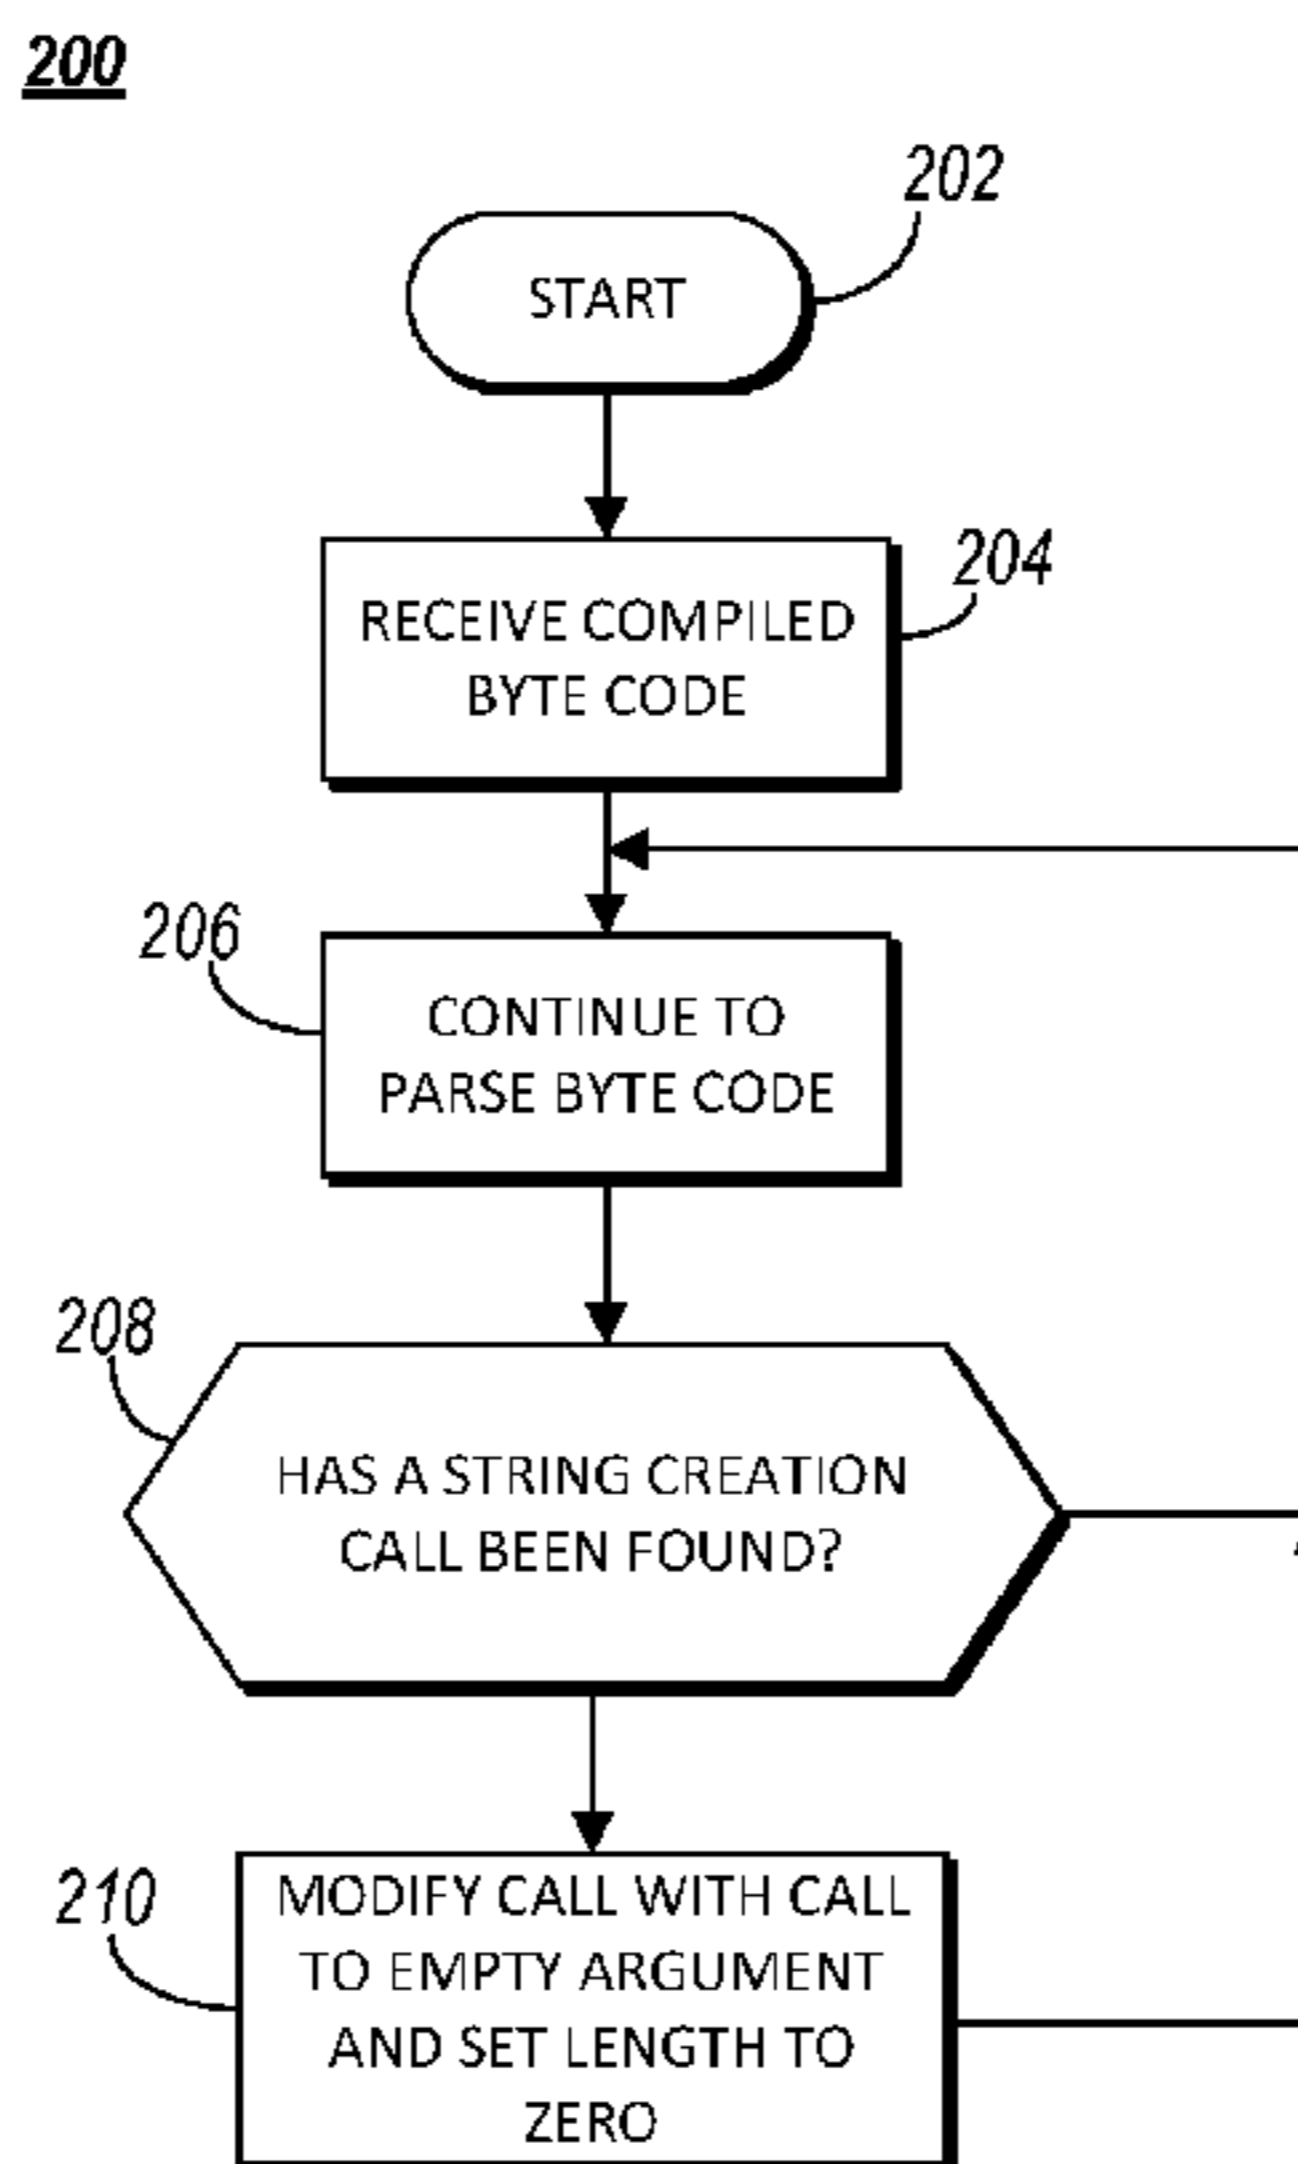 200
202
START
204
RECEIVE COMPILED
BYTE CODE
206
CONTINUE TO
PARSE BYTE CODE
208
HAS A STRING CREATION
CALL BEEN FOUND?
210
MODIFY CALL WITH CALL
TO EMPTY ARGUMENT
AND SET LENGTH TO
ZERO